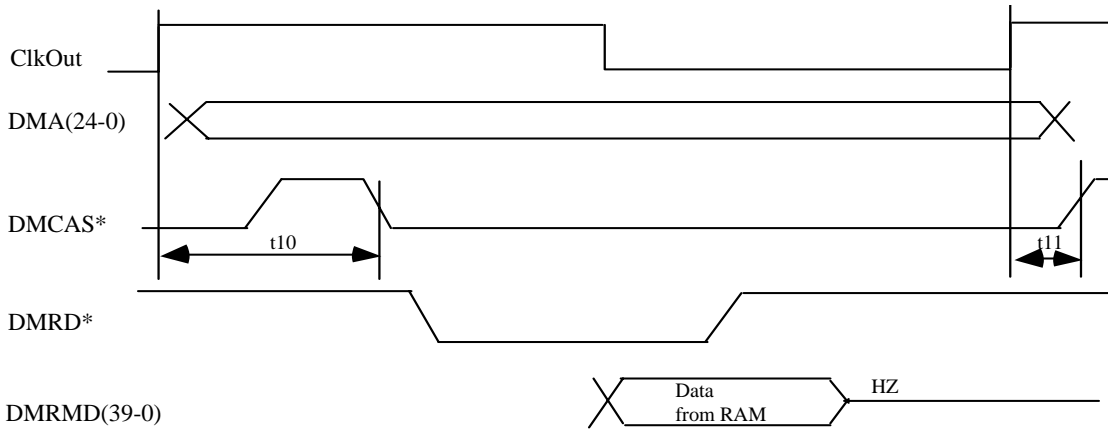 ClkOut
DMA(24-0)
DMCAS*
t10
t11
DMRD*
DMRMD(39-0)
Data
from RAM
HZ